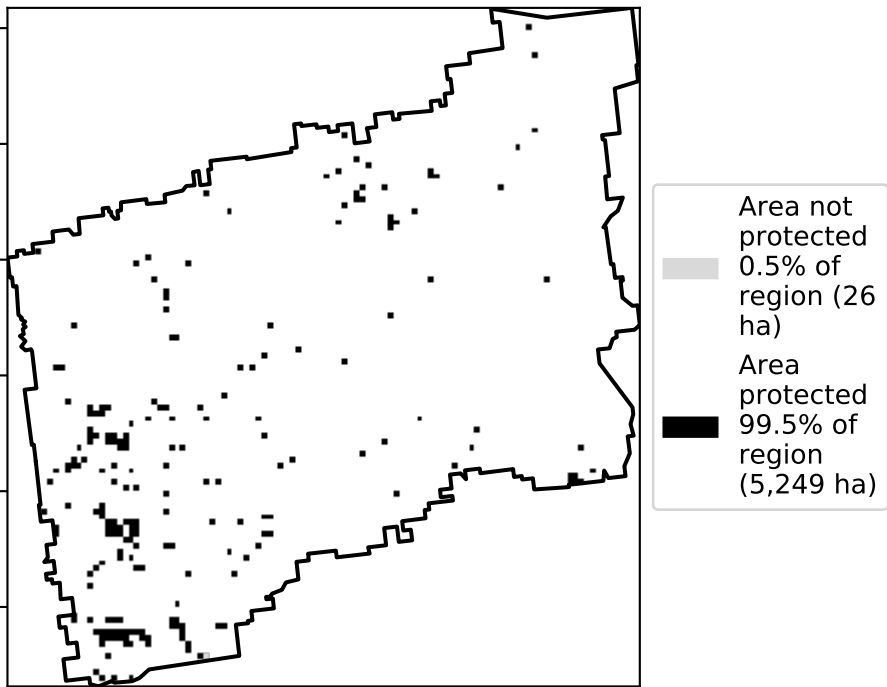 Area not
protected
0.5% of
region (26
ha)
Area
protected
99.5% of
region
(5,249 ha)